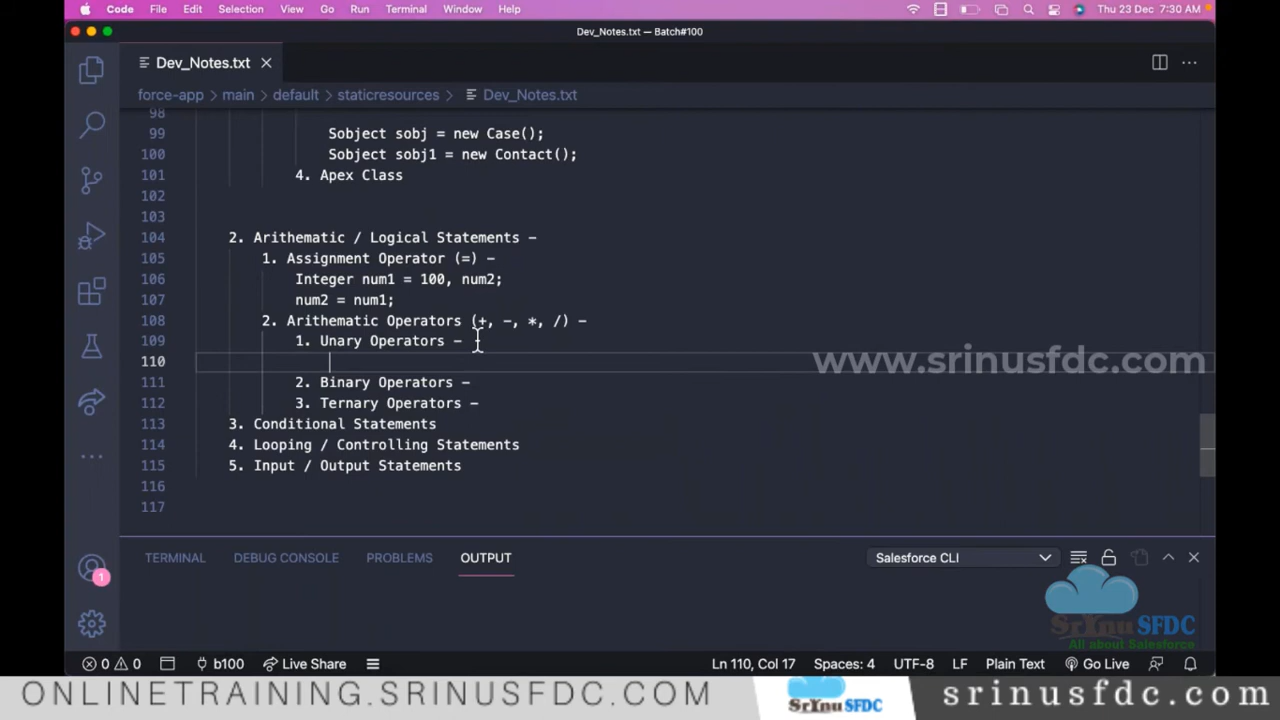 Code File Edit Selection View Go Run Terminal Window Help Thu 23 Dec 7:30 AM
Dev_Notes.txt — Batch#100
Dev_Notes.txt
force-app > main > default > staticresources > Dev_Notes.txt
98
99 Sobject sobj = new Case();
100 Sobject sobj1 = new Contact();
101 4. Apex Class
102
103
104 2. Arithematic / Logical Statements -
105 1. Assignment Operator (=) -
106 Integer num1 = 100, num2;
107 num2 = num1;
108 2. Arithematic Operators (+, -, *, /) -
109 1. Unary Operators -
110
www.srinusfdc.com
111 2. Binary Operators -
112 3. Ternary Operators -
113 3. Conditional Statements
114 4. Looping / Controlling Statements
115 5. Input / Output Statements
116
117
TERMINAL DEBUG CONSOLE PROBLEMS OUTPUT Salesforce CLI
SrInu SFDC
All about Salesforce
1
0 0 b100 Live Share Ln 110, Col 17 Spaces: 4 UTF-8 LF Plain Text Go Live
ONLINETRAINING.SRINUSFDC.COM SrInu SFDC srinusfdc.com